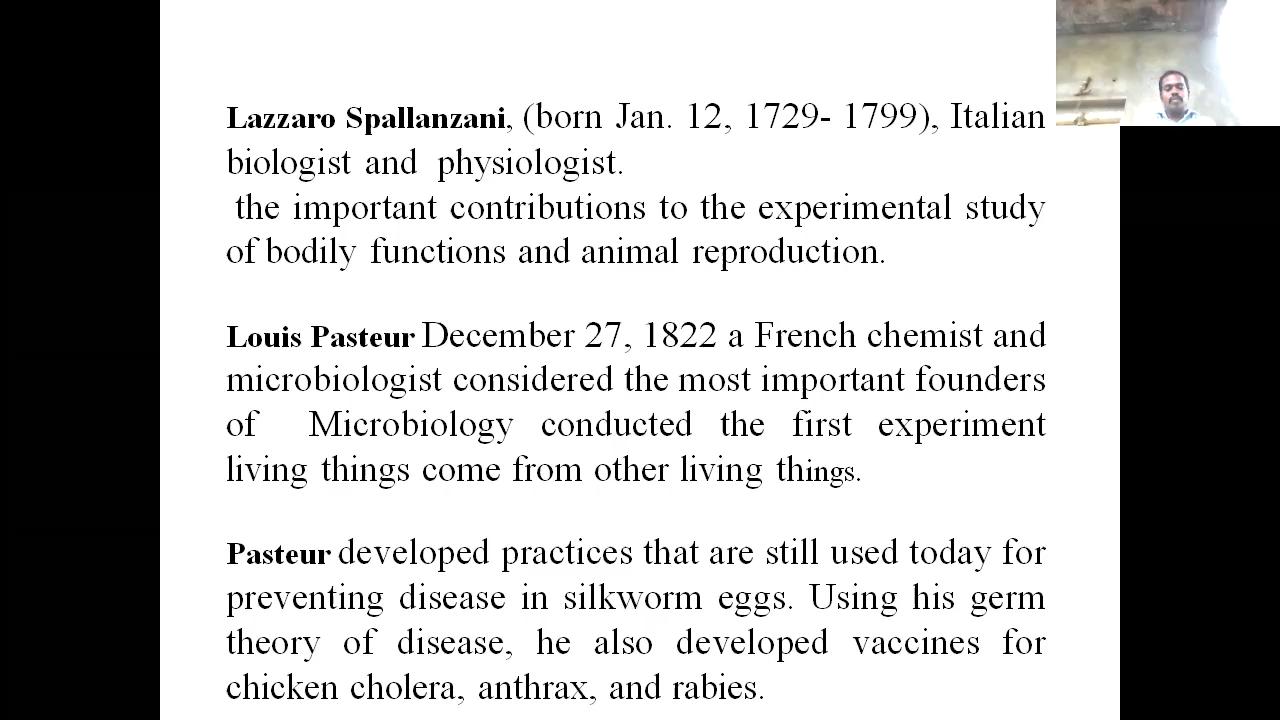 Lazzaro Spallanzani, (born Jan. 12, 1729- 1799), Italian
biologist and physiologist.
the important contributions to the experimental study
of bodily functions and animal reproduction.
Louis Pasteur December 27, 1822 a French chemist and
microbiologist considered the most important founders
of Microbiology conducted the first experiment
living things come from other living things.
Pasteur developed practices that are still used today for
preventing disease in silkworm eggs. Using his germ
theory of disease, he also developed vaccines for
chicken cholera, anthrax, and rabies.